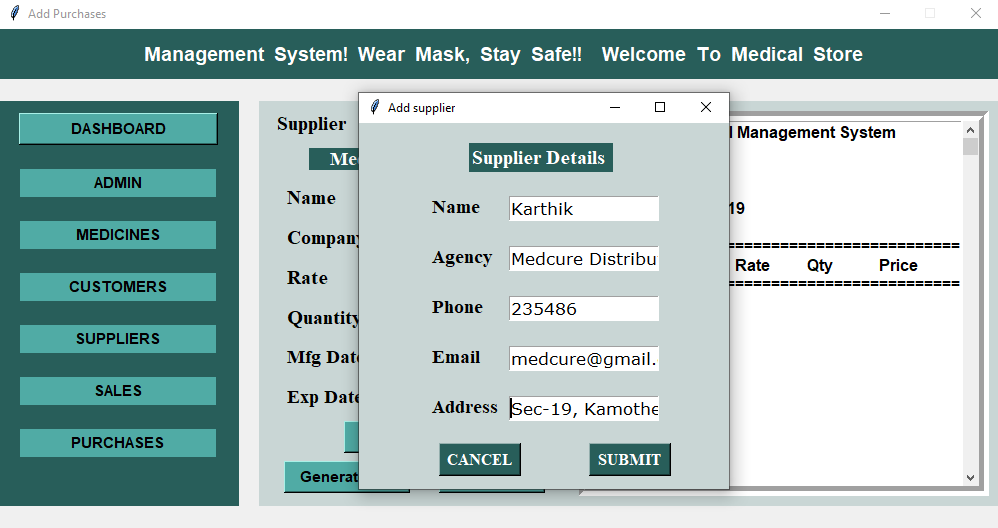 Add Purchases
Management System! Wear Mask, Stay Safe!! Welcome To Medical Store
DASHBOARD
ADMIN
MEDICINES
CUSTOMERS
SUPPLIERS
SALES
PURCHASES
Supplier
Name
Company
Rate
Quantity
Mfg Date
Exp Date
Add supplier
Supplier Details
Name Karthik
Agency Medcure Distribu
Phone 235486
Email medcure@gmail.
Address Sec-19, Kamothe
CANCEL SUBMIT
Management System
19
==========================
Rate Qty Price
==========================